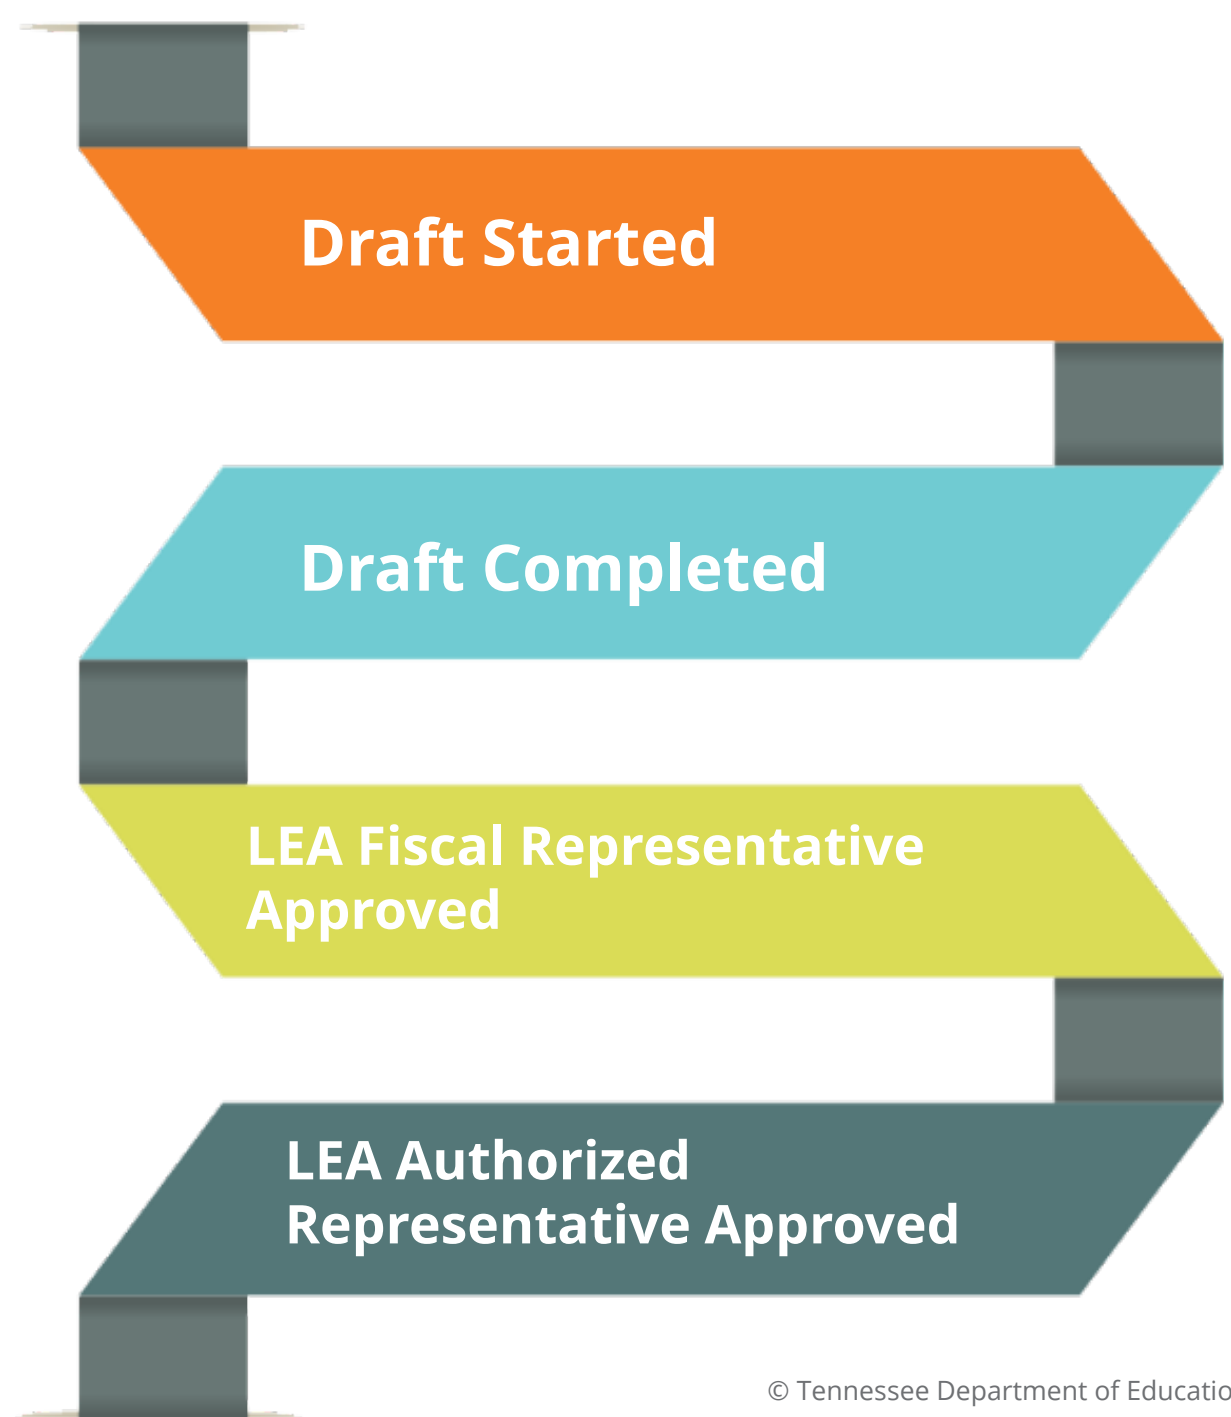 Draft Started
Draft Completed
LEA Fiscal Representative
Approved
LEA Authorized
Representative Approved
© Tennessee Department of Educatio